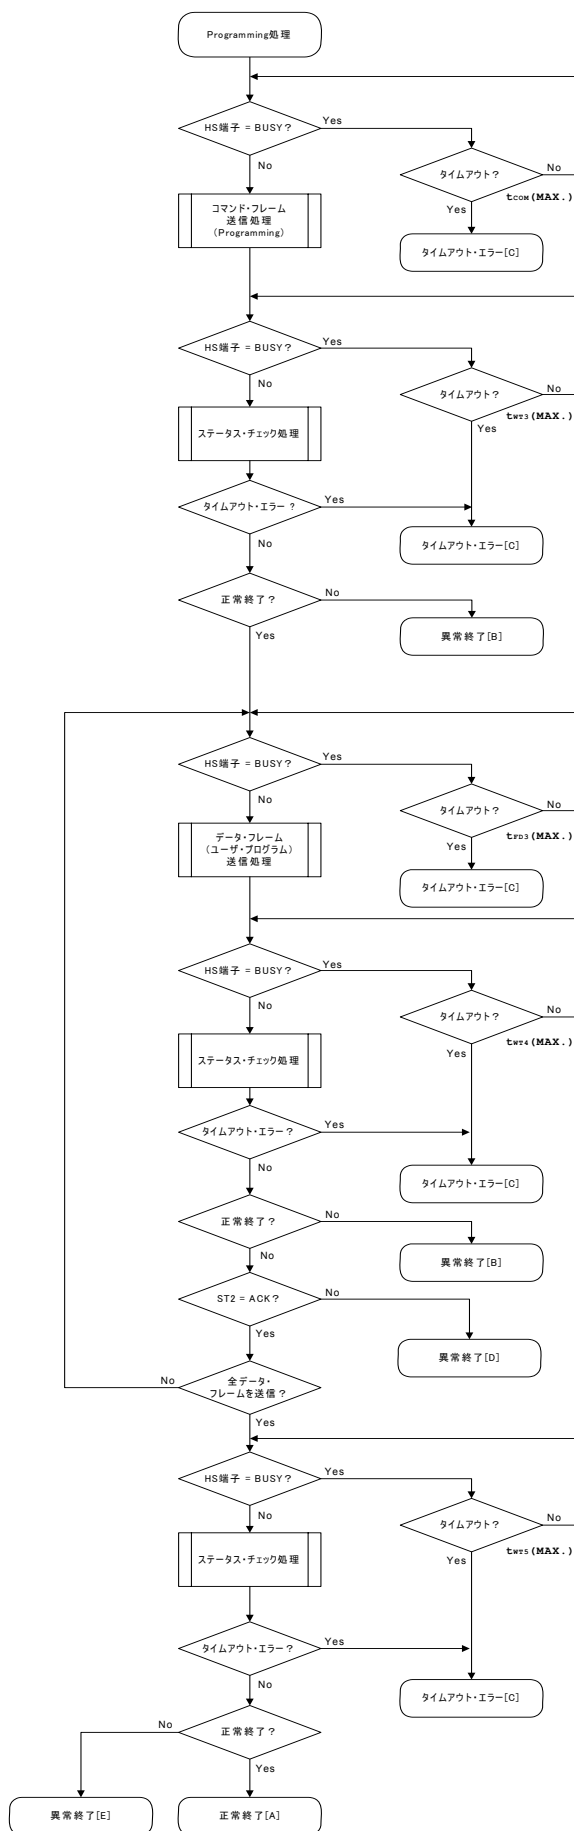 Programming処理
HS端子 = BUSY?
Yes
No
タイムアウト?
No
tCOM(MAX.)
Yes
コマンド・フレーム
送信処理
(Programming)
タイムアウト・エラー[C]
HS端子 = BUSY?
Yes
No
タイムアウト?
No
tWT3(MAX.)
Yes
ステータス・チェック処理
タイムアウト・エラー?
Yes
No
タイムアウト・エラー[C]
正常終了?
No
Yes
異常終了[B]
HS端子 = BUSY?
Yes
No
タイムアウト?
No
tFD3(MAX.)
Yes
データ・フレーム
(ユーザ・プログラム)
送信処理
タイムアウト・エラー[C]
HS端子 = BUSY?
Yes
No
タイムアウト?
No
tWT4(MAX.)
Yes
ステータス・チェック処理
タイムアウト・エラー?
Yes
No
タイムアウト・エラー[C]
正常終了?
No
No
異常終了[B]
ST2 = ACK?
No
Yes
異常終了[D]
全データ・
フレームを送信?
No
Yes
HS端子 = BUSY?
Yes
No
タイムアウト?
No
tWT5(MAX.)
Yes
ステータス・チェック処理
タイムアウト・エラー?
Yes
No
タイムアウト・エラー[C]
正常終了?
No
Yes
異常終了[E]
正常終了[A]